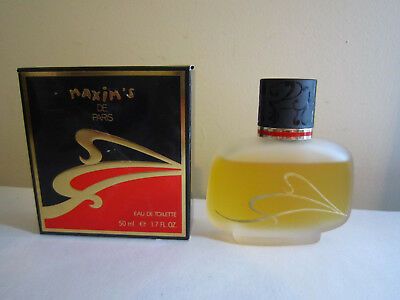 MAXIM'S
DE
PARIS
EAU DE TOILETTE
50 ml e 1.7 FL. OZ